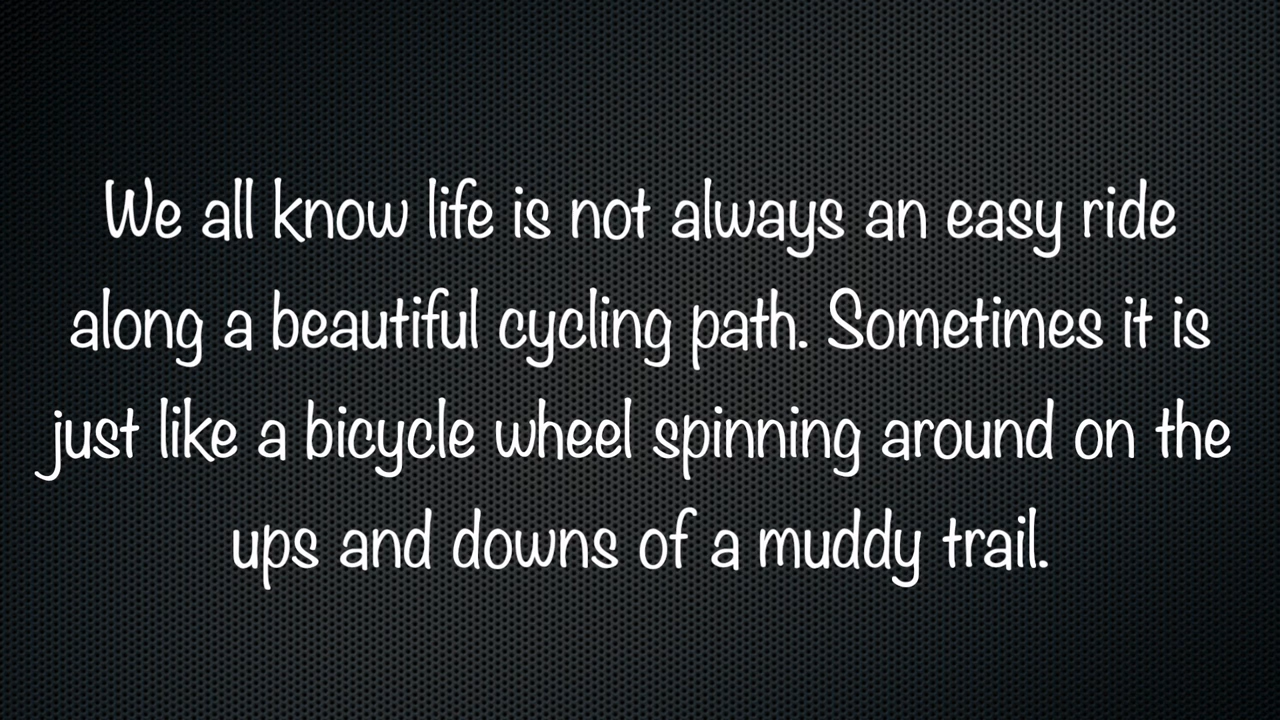 We all know life is not always an easy ride
along a beautiful cycling path. Sometimes it is
just like a bicycle wheel spinning around on the
ups and downs of a muddy trail.